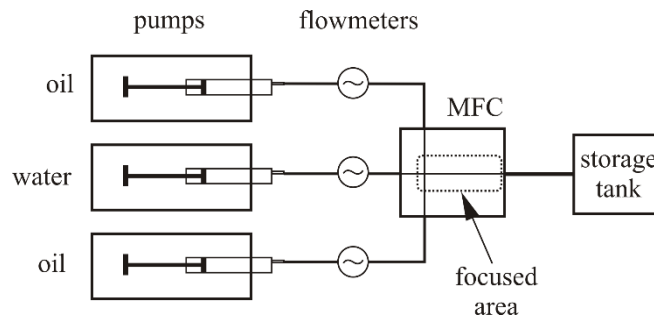 pumps
flowmeters
oil
MFC
water
storage
tank
oil
focused
area